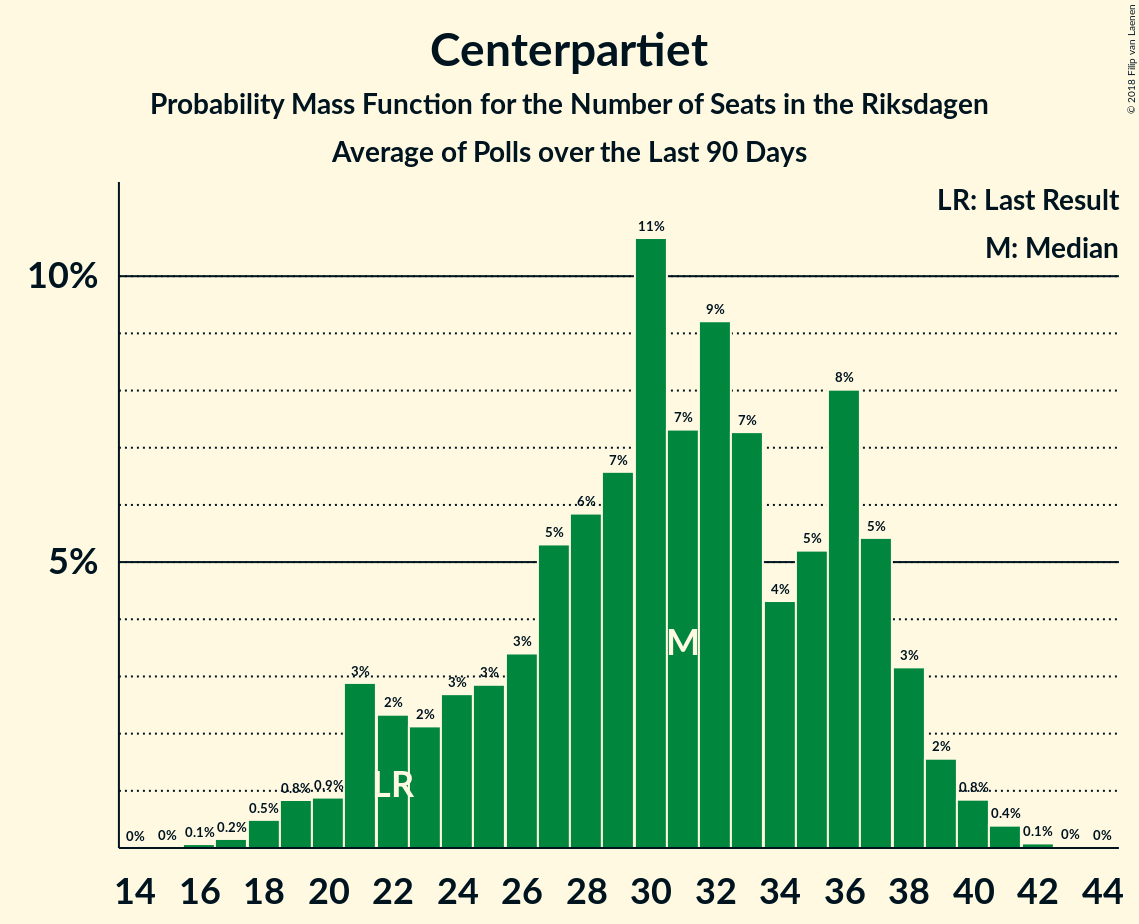 Centerpartiet
Probability Mass Function for the Number of Seats in the Riksdagen
Average of Polls over the Last 90 Days
© 2018 Filip van Laenen
LR: Last Result
M: Median
10%
5%
0% 0% 0.1% 0.2% 0.5% 0.8% 0.9% 3% 2% 2% 3% 3% 3% 5% 6% 7% 11% 7% 9% 7% 4% 5% 8% 5% 3% 2% 0.8% 0.4% 0.1% 0% 0%
M
LR
14 16 18 20 22 24 26 28 30 32 34 36 38 40 42 44